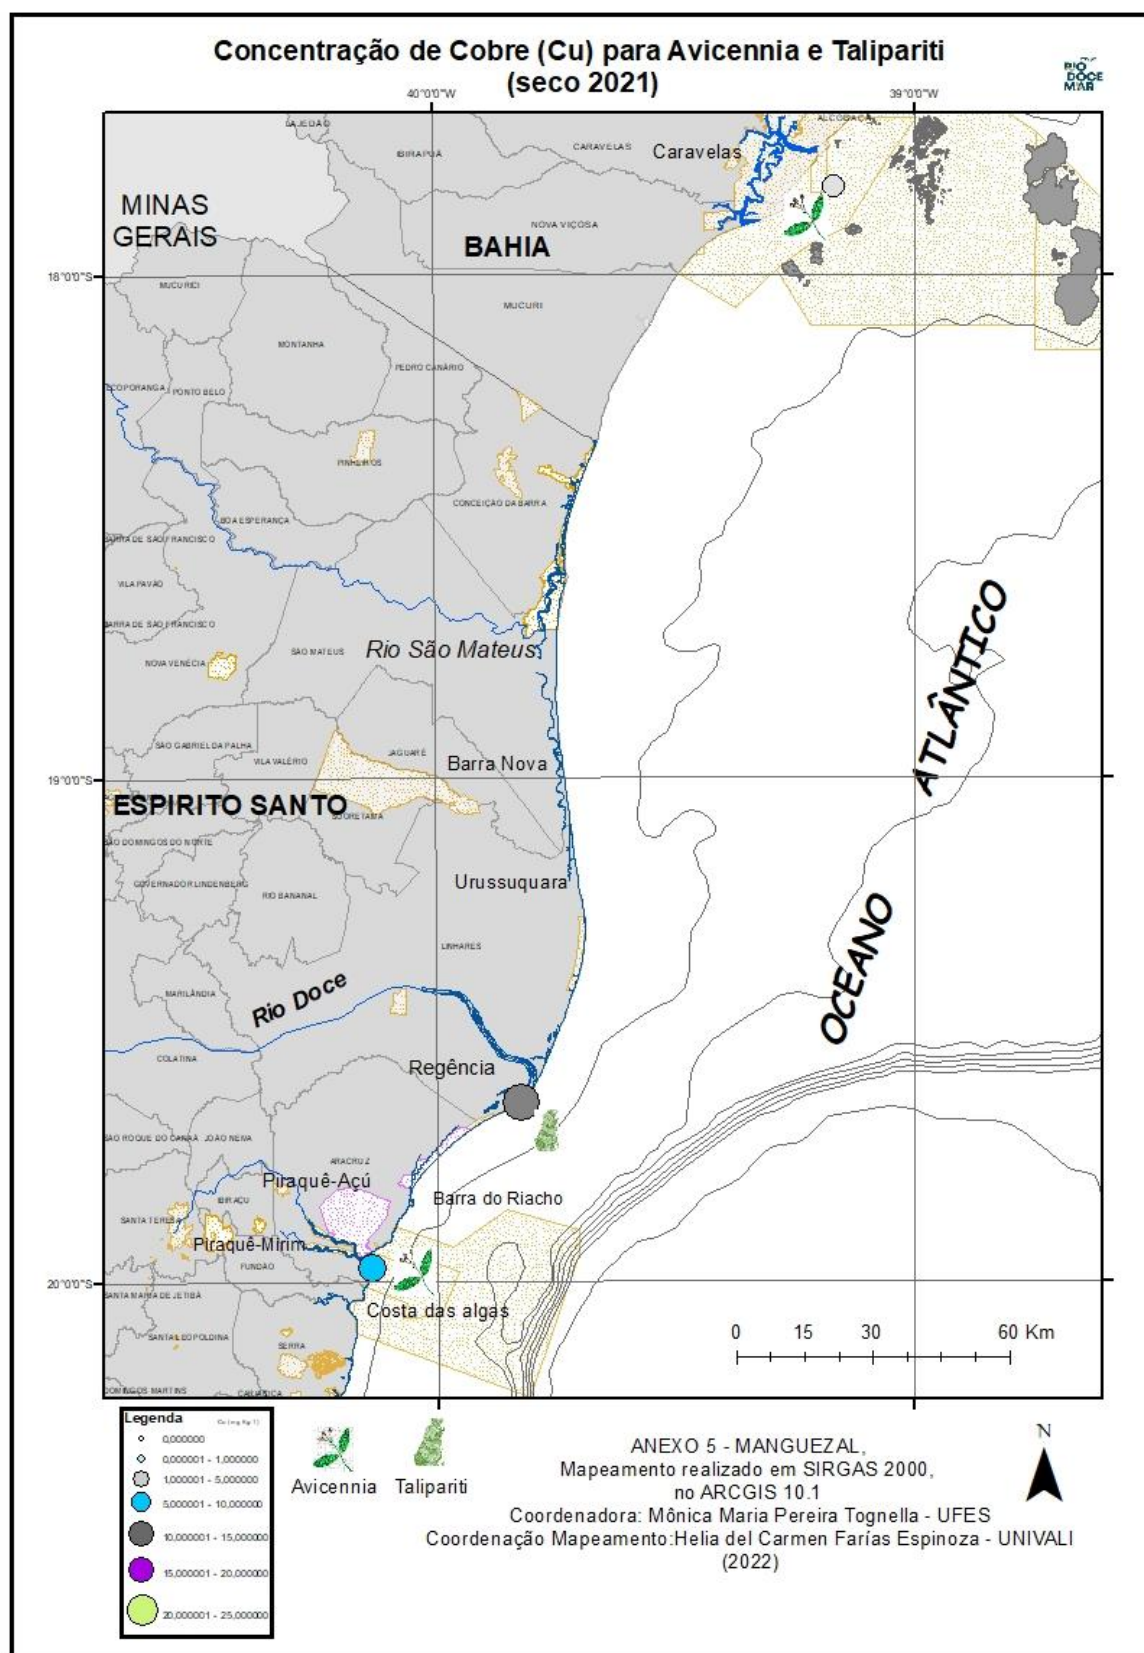 Concentração de Cobre (Cu) para Avicennia e Talipariti
(seco 2021)
RIO
DOCE
MAR
40°0'0"W
39°0'0"W
LAJEDÃO
IBIRAPUÃ
CARAVELAS
ALCOBAÇA
Caravelas
MINAS
GERAIS
NOVA VIÇOSA
BAHIA
18°0'0"S
MUCURICI
MUCURI
MONTANHA
PEDRO CANÁRIO
ECOPORANGA
PONTO BELO
PINHEIROS
CONCEIÇÃO DA BARRA
BOA ESPERANÇA
BARRA DE SÃO FRANCISCO
VILA PAVÃO
BARRA DE SÃO FRANCISCO
SÃO MATEUS
Rio São Mateus
NOVA VENÉCIA
ATLÂNTICO
SÃO GABRIEL DA PALHA
VILA VALÉRIO
JAGUARÉ
Barra Nova
19°0'0"S
ESPIRITO SANTO
SOORETAMA
SÃO DOMINGOS DO NORTE
GOVERNADOR LINDENBERG
RIO BANANAL
Urussuquara
LINHARES
OCEANO
MARILÂNDIA
Rio Doce
COLATINA
Regência
SÃO ROQUE DO CANAÃ
JOÃO NEIVA
ARACRUZ
Piraquê-Açú
Barra do Riacho
IBIRAÇU
SANTA TERESA
Piraquê-Mirim
FUNDÃO
20°0'0"S
SANTA MARIA DE JETIBÁ
Costa das algas
SANTA LEOPOLDINA
SERRA
0 15 30 60 Km
DOMINGOS MARTINS
CARIACICA
Legenda
0,000000
0,000001 - 1,000000
1,000001 - 5,000000
5,000001 - 10,000000
10,000001 - 15,000000
15,000001 - 20,000000
20,000001 - 25,000000
Avicennia
Talipariti
ANEXO 5 - MANGUEZAL,
Mapeamento realizado em SIRGAS 2000,
no ARCGIS 10.1
Coordenadora: Mônica Maria Pereira Tognella - UFES
Coordenação Mapeamento:Helia del Carmen Farías Espinoza - UNIVALI
(2022)
N